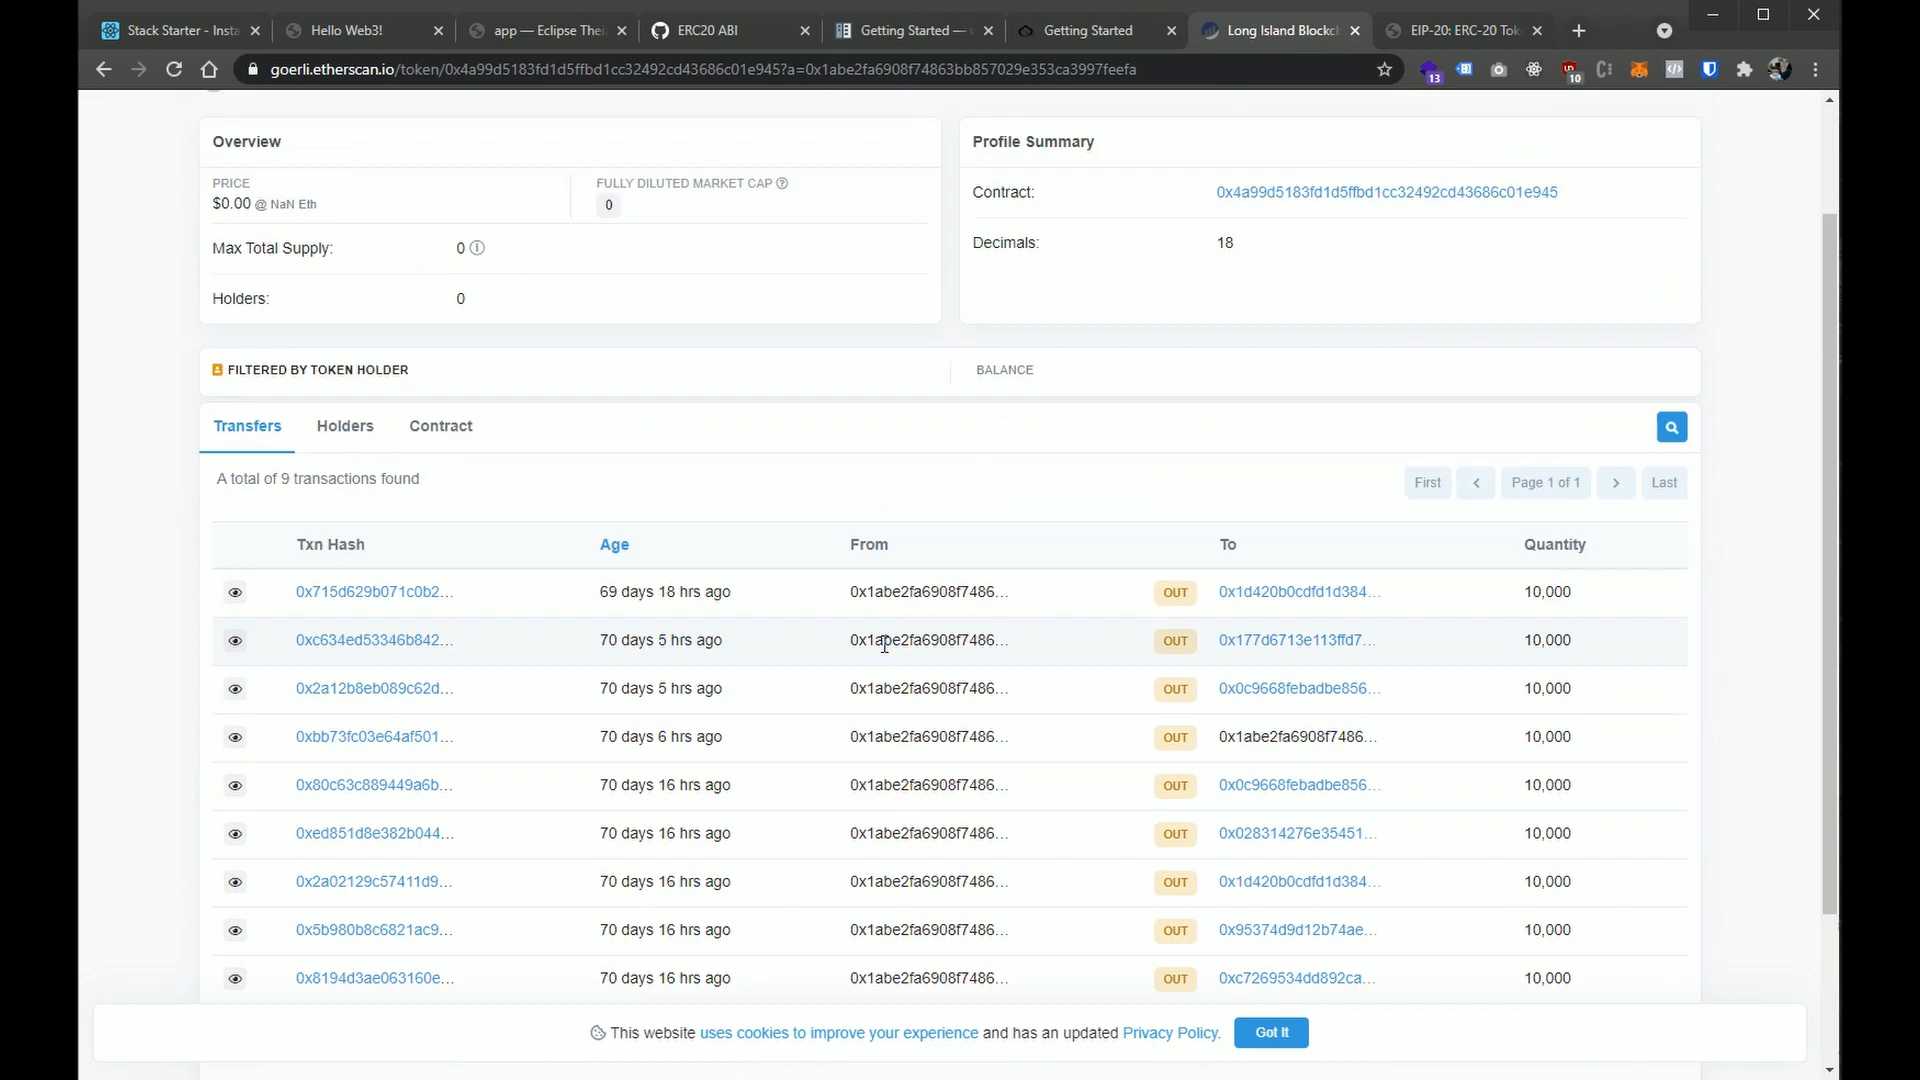 Stack Starter - Insta
Hello Web3!
app — Eclipse Thei
ERC20 ABI
Getting Started —
Getting Started
Long Island Blockch
EIP-20: ERC-20 Tok
goerli.etherscan.io/token/0x4a99d5183fd1d5ffbd1cc32492cd43686c01e945?a=0x1abe2fa6908f74863bb857029e353ca3997feefa
13
10
Overview
PRICE
$0.00 @ NaN Eth
FULLY DILUTED MARKET CAP
0
Max Total Supply: 0
Holders: 0
Profile Summary
Contract: 0x4a99d5183fd1d5ffbd1cc32492cd43686c01e945
Decimals: 18
FILTERED BY TOKEN HOLDER
BALANCE
Transfers Holders Contract
A total of 9 transactions found
First Page 1 of 1 Last
Txn Hash Age From To Quantity
0x715d629b071c0b2... 69 days 18 hrs ago 0x1abe2fa6908f7486... OUT 0x1d420b0cdfd1d384... 10,000
0xc634ed53346b842... 70 days 5 hrs ago 0x1abe2fa6908f7486... OUT 0x177d6713e113ffd7... 10,000
0x2a12b8eb089c62d... 70 days 5 hrs ago 0x1abe2fa6908f7486... OUT 0x0c9668febadbe856... 10,000
0xbb73fc03e64af501... 70 days 6 hrs ago 0x1abe2fa6908f7486... OUT 0x1abe2fa6908f7486... 10,000
0x80c63c889449a6b... 70 days 16 hrs ago 0x1abe2fa6908f7486... OUT 0x0c9668febadbe856... 10,000
0xed851d8e382b044... 70 days 16 hrs ago 0x1abe2fa6908f7486... OUT 0x028314276e35451... 10,000
0x2a02129c57411d9... 70 days 16 hrs ago 0x1abe2fa6908f7486... OUT 0x1d420b0cdfd1d384... 10,000
0x5b980b8c6821ac9... 70 days 16 hrs ago 0x1abe2fa6908f7486... OUT 0x95374d9d12b74ae... 10,000
0x8194d3ae063160e... 70 days 16 hrs ago 0x1abe2fa6908f7486... OUT 0xc7269534dd892ca... 10,000
This website uses cookies to improve your experience and has an updated Privacy Policy. Got It